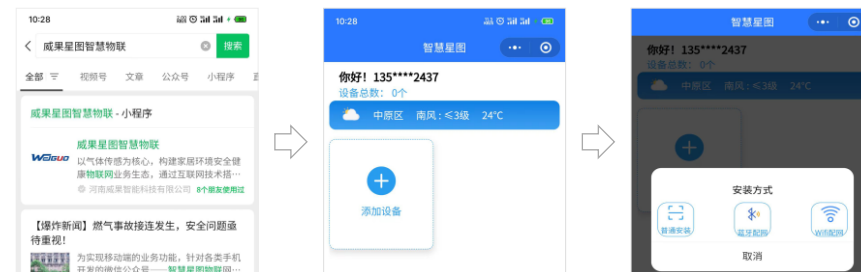 10:28
威果星图智慧物联
搜索
全部
视频号
文章
公众号
小程序
威果星图智慧物联 - 小程序
WeiGUO
威果星图智慧物联
以气体传感为核心，构建家居环境安全健
康物联网业务生态，通过互联网技术搭…
河南威果智能科技有限公司 8个朋友使用过
【爆炸新闻】燃气事故接连发生，安全问题亟
待重视！
为实现移动端的业务功能，针对各类手机
开发的微信公众号——智慧星图物联网…
10:28
智慧星图
你好！135****2437
设备总数：0个
中原区 南风：≤3级 24℃
添加设备
智慧星图
你好！135****2437
设备总数：0个
中原区 南风：≤3级 24℃
安装方式
普通安装
蓝牙配网
Wifi配网
取消